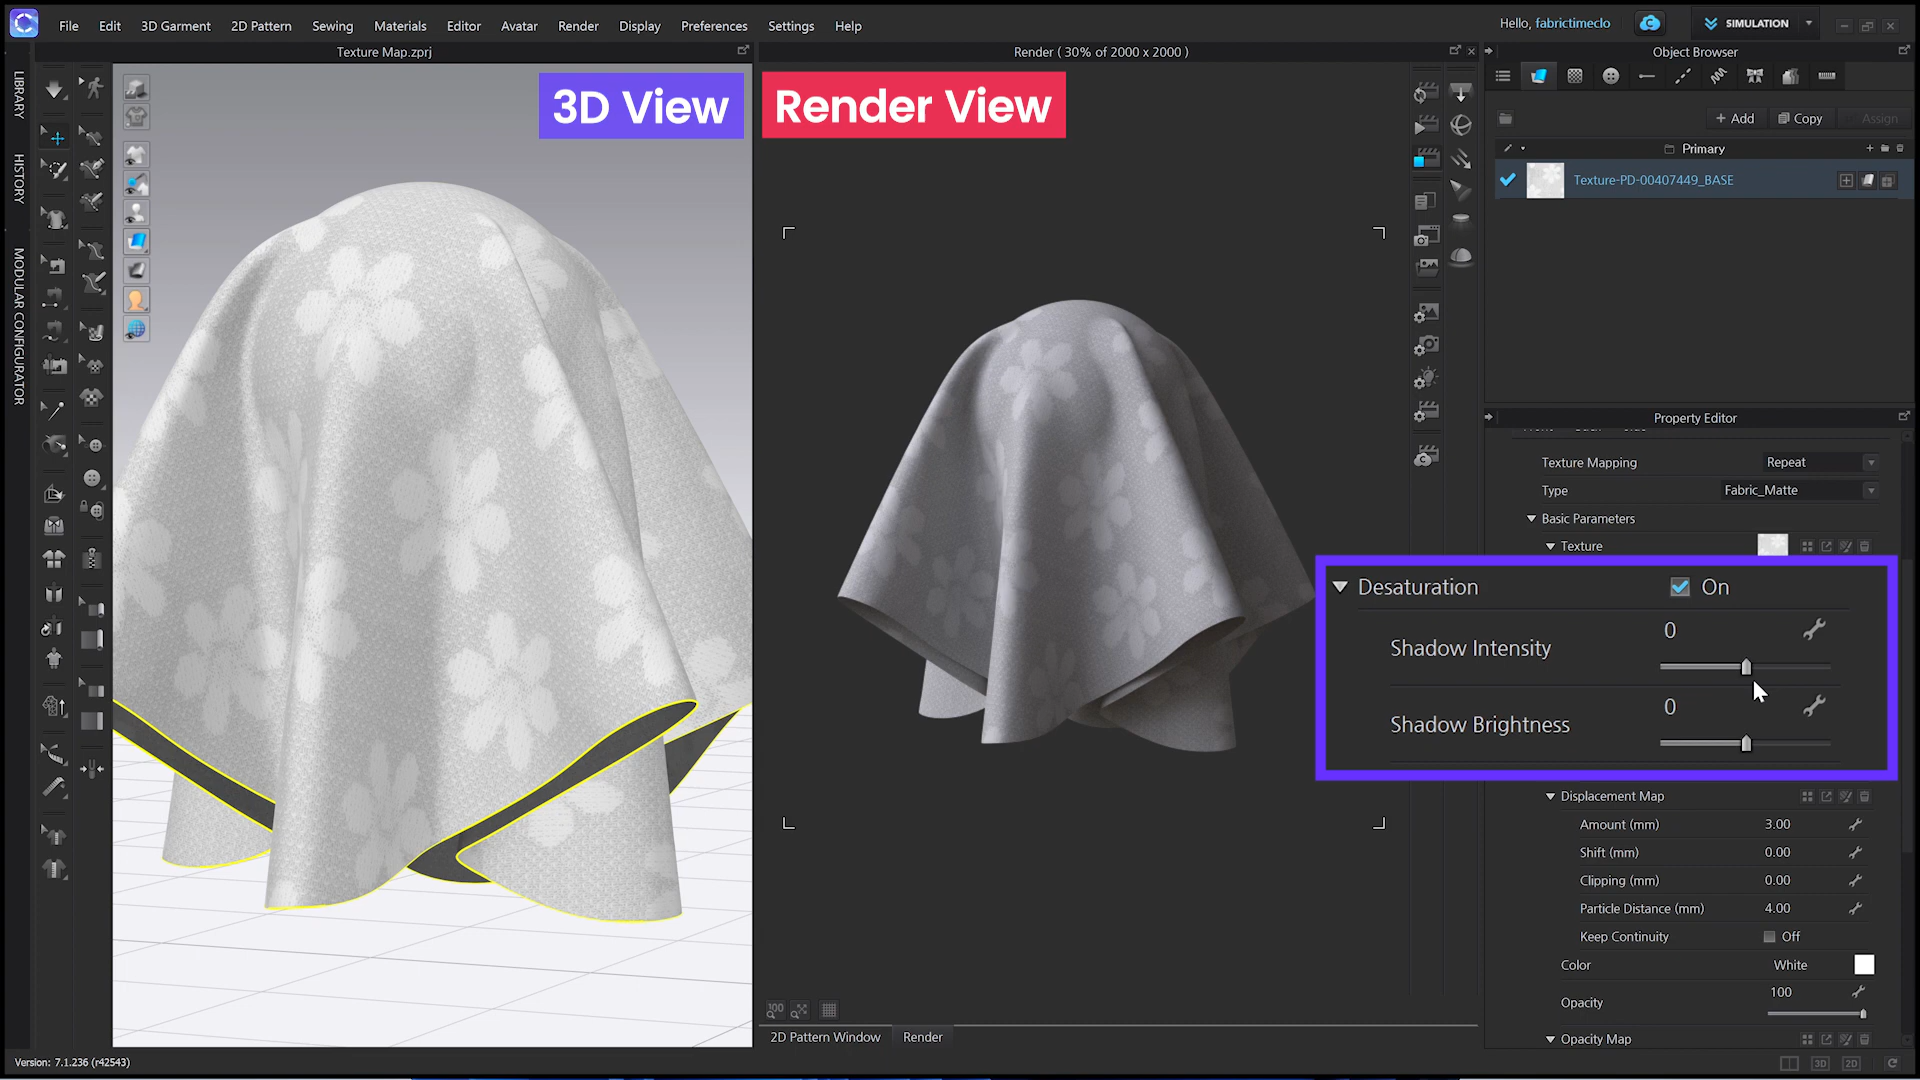 File Edit 3D Garment 2D Pattern Sewing Materials Editor Avatar Render Display Preferences Settings Help
Hello, fabrictimeclo
SIMULATION
Texture Map.zprj
Render ( 30% of 2000 x 2000 )
Object Browser
LIBRARY
HISTORY
MODULAR CONFIGURATOR
3D View
Render View
+ Add
Copy
Assign
Primary
Texture-PD-00407449_BASE
Property Editor
Texture Mapping Repeat
Type Fabric_Matte
Basic Parameters
Texture
Desaturation On
Shadow Intensity 0
Shadow Brightness 0
Displacement Map
Amount (mm) 3.00
Shift (mm) 0.00
Clipping (mm) 0.00
Particle Distance (mm) 4.00
Keep Continuity Off
Color White
Opacity 100
Opacity Map
100
2D Pattern Window Render
Version: 7.1.236 (r42543)
3D 2D